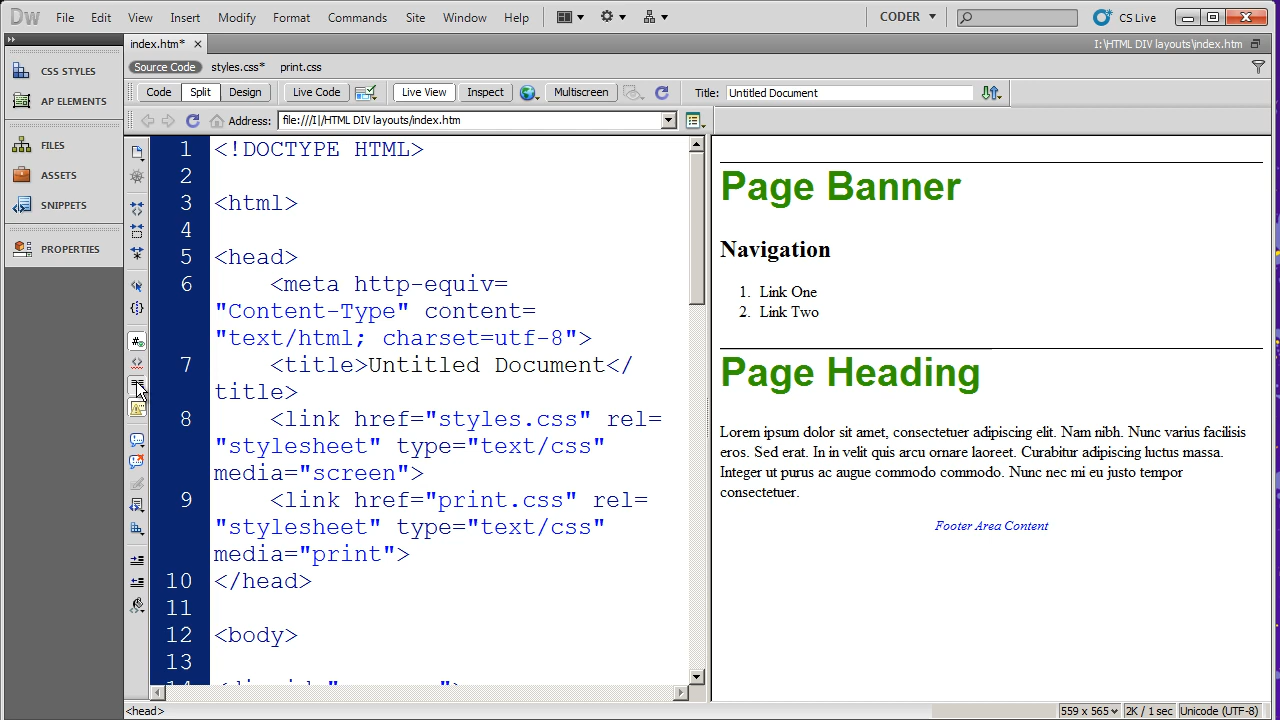 Dw File Edit View Insert Modify Format Commands Site Window Help CODER CS Live
index.htm* I:\HTML DIV layouts\index.htm
Source Code styles.css* print.css
Code Split Design Live Code Live View Inspect Multiscreen Title: Untitled Document
Address: file:///I|/HTML DIV layouts/index.htm
CSS STYLES
AP ELEMENTS
FILES
ASSETS
SNIPPETS
PROPERTIES
1 <!DOCTYPE HTML>
2
3 <html>
4
5 <head>
6 <meta http-equiv=
"Content-Type" content=
"text/html; charset=utf-8">
7 <title>Untitled Document</
title>
8 <link href="styles.css" rel=
"stylesheet" type="text/css"
media="screen">
9 <link href="print.css" rel=
"stylesheet" type="text/css"
media="print">
10 </head>
11
12 <body>
13
14
Page Banner
Navigation
1. Link One
2. Link Two
Page Heading
Lorem ipsum dolor sit amet, consectetuer adipiscing elit. Nam nibh. Nunc varius facilisis
eros. Sed erat. In in velit quis arcu ornare laoreet. Curabitur adipiscing luctus massa.
Integer ut purus ac augue commodo commodo. Nunc nec mi eu justo tempor
consectetuer.
Footer Area Content
<head> 559 x 565 2K / 1 sec Unicode (UTF-8)